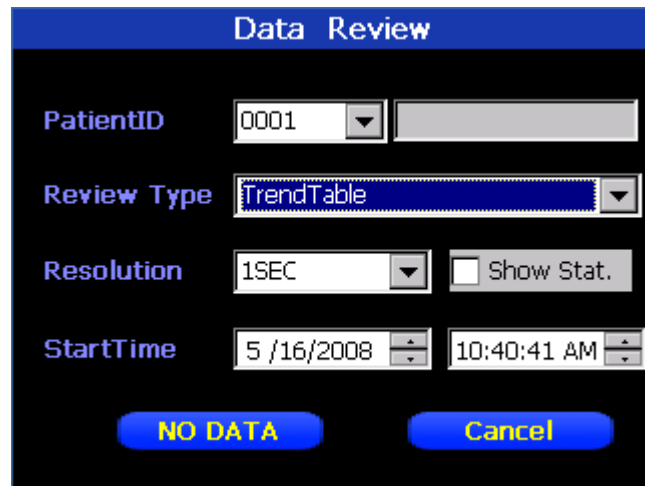 Data Review
PatientID 0001
Review Type TrendTable
Resolution 1SEC Show Stat.
StartTime 5 /16/2008 10:40:41 AM
NO DATA Cancel